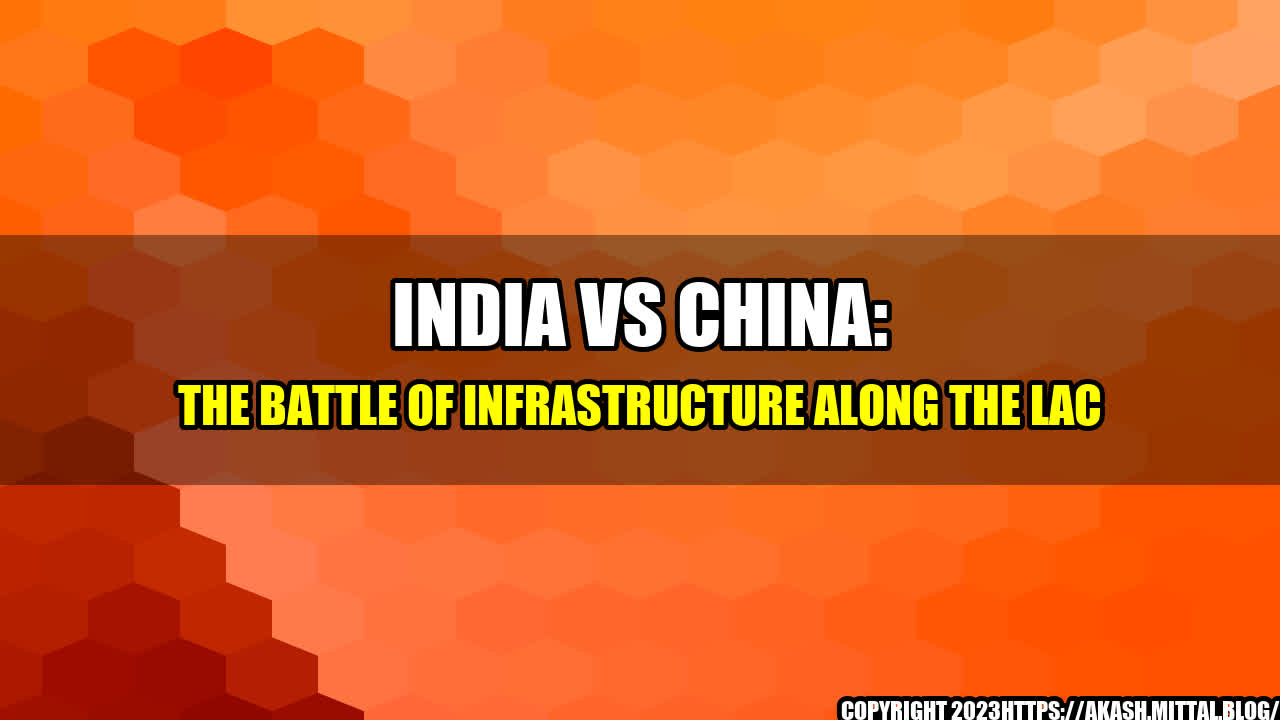 INDIA VS CHINA:
THE BATTLE OF INFRASTRUCTURE ALONG THE LAC
COPYRIGHT 2023HTTPS://AKASH.MITTAL.BLOG/